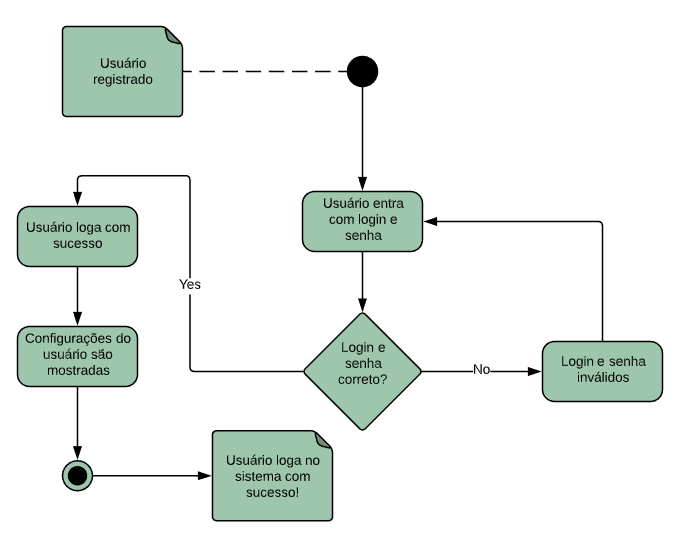 Usuário
registrado
Usuário entra
com login e
senha
Usuário loga com
sucesso
Yes
Configurações do
usuário são
mostradas
Login e
senha
correto?
No
Login e senha
inválidos
Usuário loga no
sistema com
sucesso!